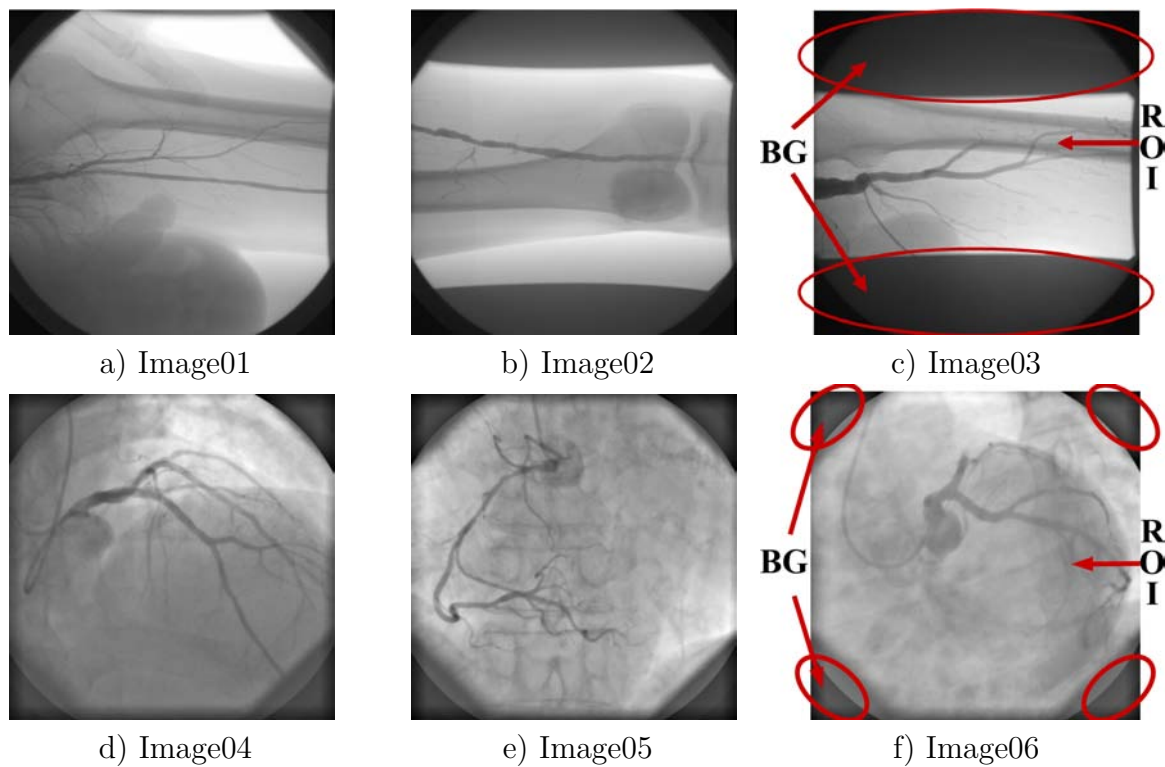 BG
R
O
I
a) Image01
b) Image02
c) Image03
BG
R
O
I
d) Image04
e) Image05
f) Image06